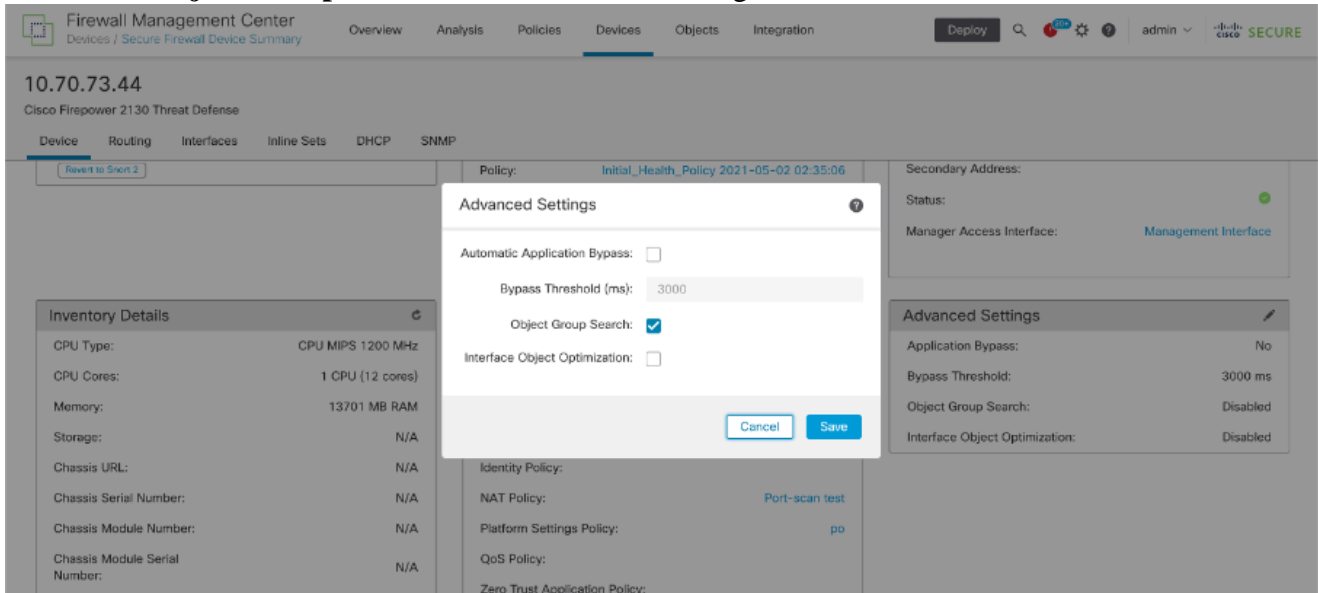 Firewall Management Center
Devices / Secure Firewall Device Summary
Overview Analysis Policies Devices Objects Integration Deploy 20+ admin cisco SECURE
10.70.73.44
Cisco Firepower 2130 Threat Defense
Device Routing Interfaces Inline Sets DHCP SNMP
Revert to Snort 2
Policy: Initial_Health_Policy 2021-05-02 02:35:06
Secondary Address:
Status:
Manager Access Interface: Management Interface
Advanced Settings
Automatic Application Bypass:
Bypass Threshold (ms): 3000
Object Group Search:
Interface Object Optimization:
Cancel Save
Inventory Details
CPU Type: CPU MIPS 1200 MHz
CPU Cores: 1 CPU (12 cores)
Memory: 13701 MB RAM
Storage: N/A
Chassis URL: N/A
Chassis Serial Number: N/A
Chassis Module Number: N/A
Chassis Module Serial
Number: N/A
Identity Policy:
NAT Policy: Port-scan test
Platform Settings Policy: po
QoS Policy:
Zero Trust Application Policy:
Advanced Settings
Application Bypass: No
Bypass Threshold: 3000 ms
Object Group Search: Disabled
Interface Object Optimization: Disabled